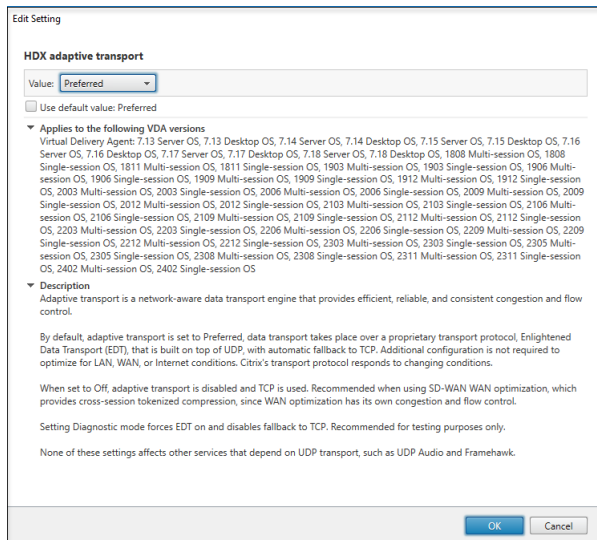 Edit Setting
HDX adaptive transport
Value: Preferred
Use default value: Preferred
Applies to the following VDA versions
Virtual Delivery Agent: 7.13 Server OS, 7.13 Desktop OS, 7.14 Server OS, 7.14 Desktop OS, 7.15 Server OS, 7.15 Desktop OS, 7.16
Server OS, 7.16 Desktop OS, 7.17 Server OS, 7.17 Desktop OS, 7.18 Server OS, 7.18 Desktop OS, 1808 Multi-session OS, 1808
Single-session OS, 1811 Multi-session OS, 1811 Single-session OS, 1903 Multi-session OS, 1903 Single-session OS, 1906 Multi-
session OS, 1906 Single-session OS, 1909 Multi-session OS, 1909 Single-session OS, 1912 Multi-session OS, 1912 Single-session
OS, 2003 Multi-session OS, 2003 Single-session OS, 2006 Multi-session OS, 2006 Single-session OS, 2009 Multi-session OS, 2009
Single-session OS, 2012 Multi-session OS, 2012 Single-session OS, 2103 Multi-session OS, 2103 Single-session OS, 2106 Multi-
session OS, 2106 Single-session OS, 2109 Multi-session OS, 2109 Single-session OS, 2112 Multi-session OS, 2112 Single-session
OS, 2203 Multi-session OS, 2203 Single-session OS, 2206 Multi-session OS, 2206 Single-session OS, 2209 Multi-session OS, 2209
Single-session OS, 2212 Multi-session OS, 2212 Single-session OS, 2303 Multi-session OS, 2303 Single-session OS, 2305 Multi-
session OS, 2305 Single-session OS, 2308 Multi-session OS, 2308 Single-session OS, 2311 Multi-session OS, 2311 Single-session
OS, 2402 Multi-session OS, 2402 Single-session OS
Description
Adaptive transport is a network-aware data transport engine that provides efficient, reliable, and consistent congestion and flow
control.
By default, adaptive transport is set to Preferred, data transport takes place over a proprietary transport protocol, Enlightened
Data Transport (EDT), that is built on top of UDP, with automatic fallback to TCP. Additional configuration is not required to
optimize for LAN, WAN, or Internet conditions. Citrix's transport protocol responds to changing conditions.
When set to Off, adaptive transport is disabled and TCP is used. Recommended when using SD-WAN WAN optimization, which
provides cross-session tokenized compression, since WAN optimization has its own congestion and flow control.
Setting Diagnostic mode forces EDT on and disables fallback to TCP. Recommended for testing purposes only.
None of these settings affects other services that depend on UDP transport, such as UDP Audio and Framehawk.
OK Cancel